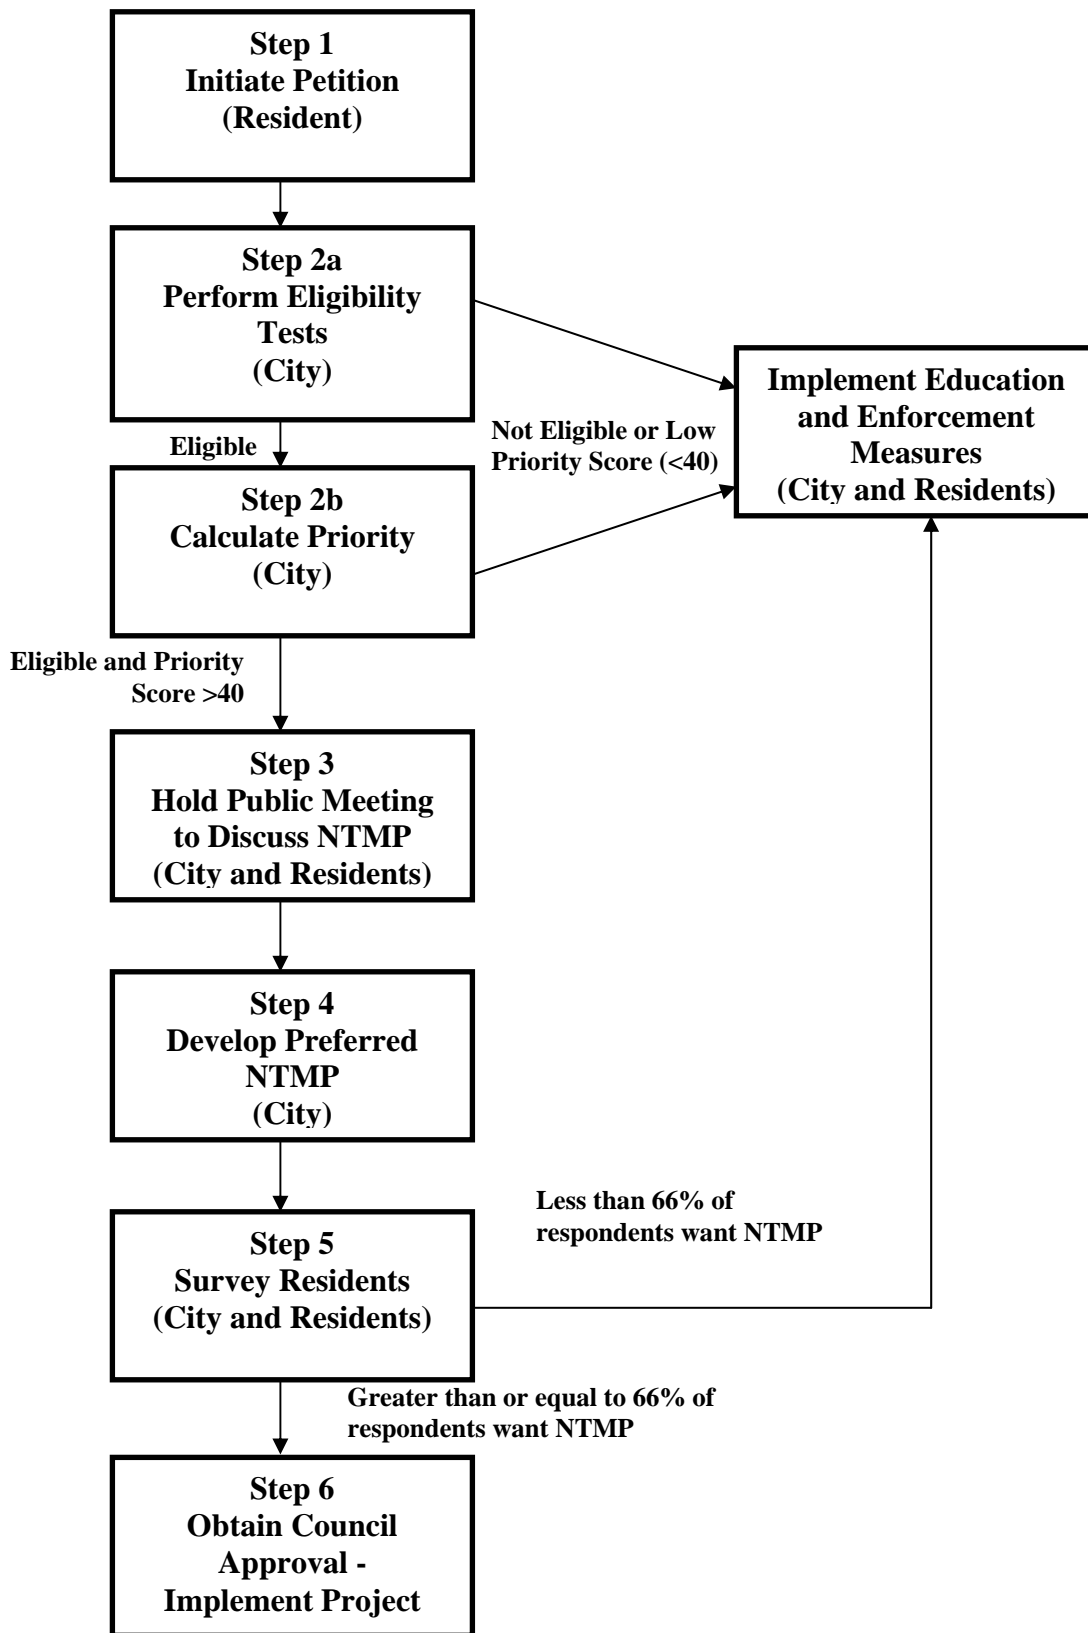 Step 1
Initiate Petition
(Resident)
Step 2a
Perform Eligibility
Tests
(City)
Implement Education
and Enforcement
Measures
(City and Residents)
Not Eligible or Low
Priority Score (<40)
Eligible
Step 2b
Calculate Priority
(City)
Eligible and Priority
Score >40
Step 3
Hold Public Meeting
to Discuss NTMP
(City and Residents)
Step 4
Develop Preferred
NTMP
(City)
Less than 66% of
respondents want NTMP
Step 5
Survey Residents
(City and Residents)
Greater than or equal to 66% of
respondents want NTMP
Step 6
Obtain Council
Approval -
Implement Project